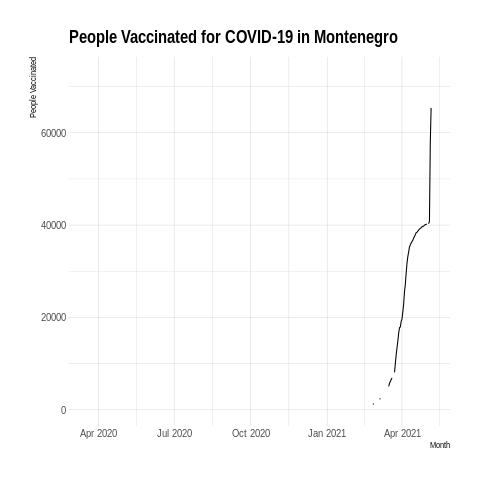 People Vaccinated for COVID-19 in Montenegro
People Vaccinated
60000
40000
20000
0
Apr 2020 Jul 2020 Oct 2020 Jan 2021 Apr 2021
Month